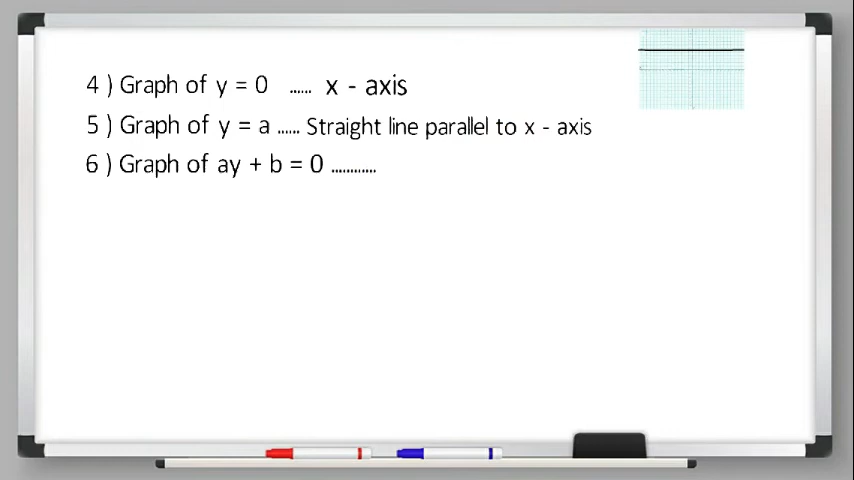 4 ) Graph of y = 0 ...... x - axis
5 ) Graph of y = a ...... Straight line parallel to x - axis
6 ) Graph of ay + b = 0 ............